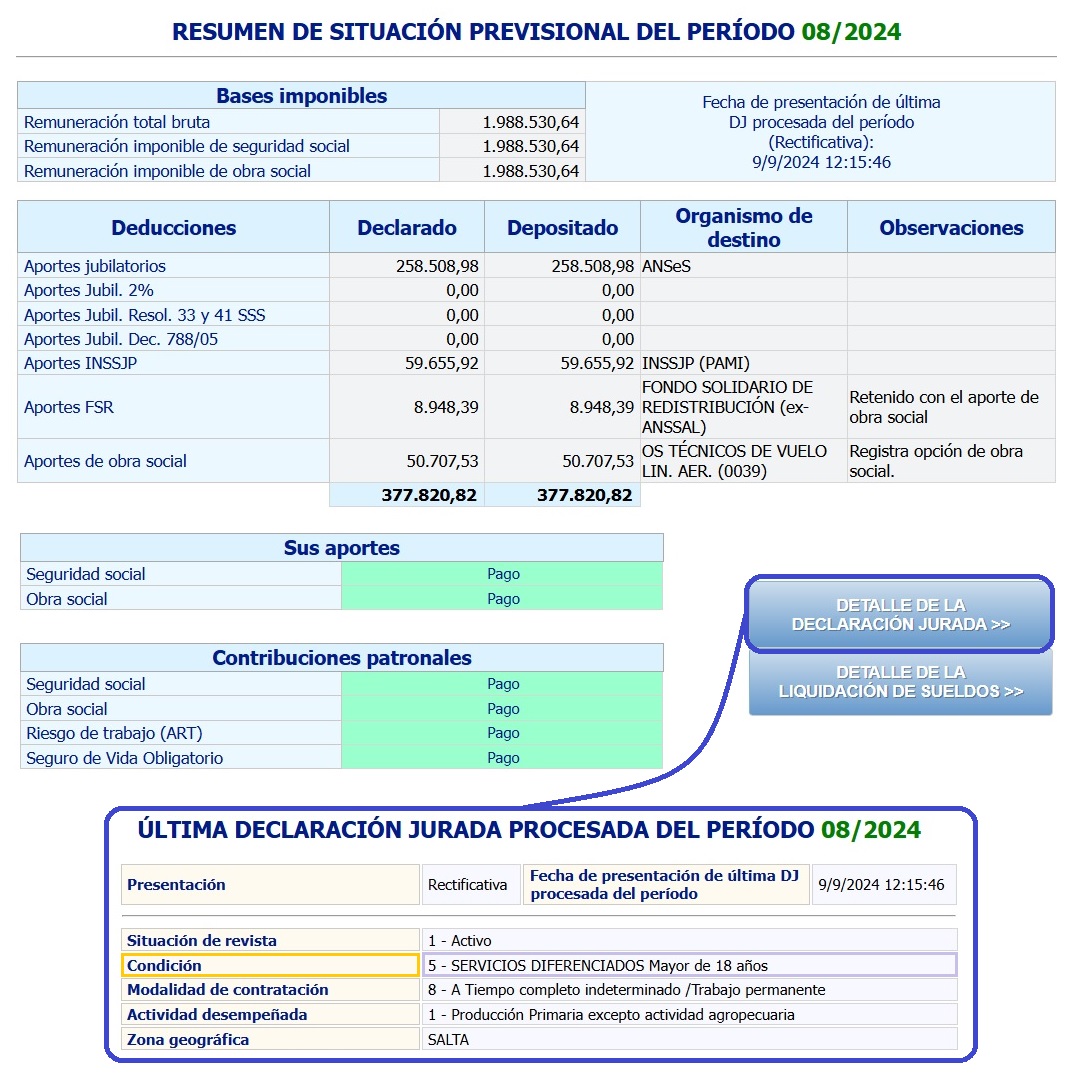 RESUMEN DE SITUACIÓN PREVISIONAL DEL PERÍODO 08/2024
Bases imponibles
Remuneración total bruta 1.988.530,64
Remuneración imponible de seguridad social 1.988.530,64
Remuneración imponible de obra social 1.988.530,64
Fecha de presentación de última
DJ procesada del período
(Rectificativa):
9/9/2024 12:15:46
Deducciones Declarado Depositado Organismo de destino Observaciones
Aportes jubilatorios 258.508,98 258.508,98 ANSeS
Aportes Jubil. 2% 0,00 0,00
Aportes Jubil. Resol. 33 y 41 SSS 0,00 0,00
Aportes Jubil. Dec. 788/05 0,00 0,00
Aportes INSSJP 59.655,92 59.655,92 INSSJP (PAMI)
Aportes FSR 8.948,39 8.948,39
FONDO SOLIDARIO DE
REDISTRIBUCIÓN (ex-
ANSSAL)
Retenido con el aporte de
obra social
Aportes de obra social 50.707,53 50.707,53
OS TÉCNICOS DE VUELO
LIN. AER. (0039)
Registra opción de obra
social.
377.820,82 377.820,82
Sus aportes
Seguridad social Pago
Obra social Pago
Contribuciones patronales
Seguridad social Pago
Obra social Pago
Riesgo de trabajo (ART) Pago
Seguro de Vida Obligatorio Pago
DETALLE DE LA
DECLARACIÓN JURADA >>
DETALLE DE LA
LIQUIDACIÓN DE SUELDOS >>
ÚLTIMA DECLARACIÓN JURADA PROCESADA DEL PERÍODO 08/2024
Presentación Rectificativa
Fecha de presentación de última DJ
procesada del período
9/9/2024 12:15:46
Situación de revista 1 - Activo
Condición 5 - SERVICIOS DIFERENCIADOS Mayor de 18 años
Modalidad de contratación 8 - A Tiempo completo indeterminado /Trabajo permanente
Actividad desempeñada 1 - Producción Primaria excepto actividad agropecuaria
Zona geográfica SALTA